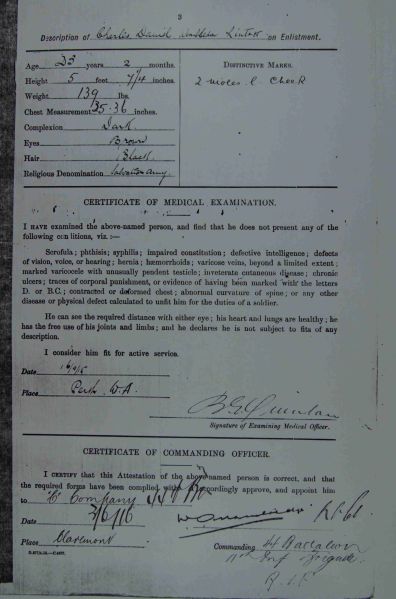 3
Description of Charles David Lintott on Enlistment.
Age 23 years 2 months.
Height 5 feet 7¼ inches.
Weight 139 lbs.
Chest Measurement 35-36 inches.
Complexion Dark
Eyes Brown
Hair Black
Religious Denomination Salvation Army
DISTINCTIVE MARKS.
2 moles l. Cheek
CERTIFICATE OF MEDICAL EXAMINATION.
I HAVE examined the above-named person, and find that he does not present any of the
following conditions, viz. :—
Scrofula; phthisis; syphilis; impaired constitution; defective intelligence; defects
of vision, voice, or hearing; hernia; hæmorrhoids; varicose veins, beyond a limited extent;
marked varicocele with unusually pendent testicle; inveterate cutaneous disease; chronic
ulcers; traces of corporal punishment, or evidence of having been marked with the letters
D. or B.C.; contracted or deformed chest; abnormal curvature of spine; or any other
disease or physical defect calculated to unfit him for the duties of a soldier.
He can see the required distance with either eye; his heart and lungs are healthy; he
has the free use of his joints and limbs; and he declares he is not subject to fits of any
description.
I consider him fit for active service.
Date
Place Perth W.A.
Signature of Examining Medical Officer.
CERTIFICATE OF COMMANDING OFFICER.
I CERTIFY that this Attestation of the above-named person is correct, and that
the required forms have been complied with. I accordingly approve, and appoint him
to "C" Company 44 Bn
Date 2/6/16
Place Claremont
Commanding 44 Battalion
11th Inf Brigade
A.I.F